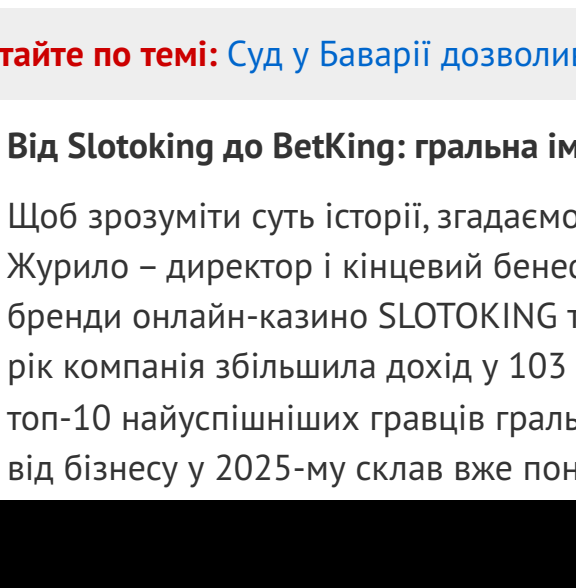 тайте по темі: Суд у Баварії дозволи
Від Slotoking до BetKing: гральна ім
Щоб зрозуміти суть історії, згадаємо
Журило – директор і кінцевий бене
бренди онлайн-казино SLOTOKING т
рік компанія збільшила дохід у 103
топ-10 найуспішніших гравців граль
від бізнесу у 2025-му склав вже пон